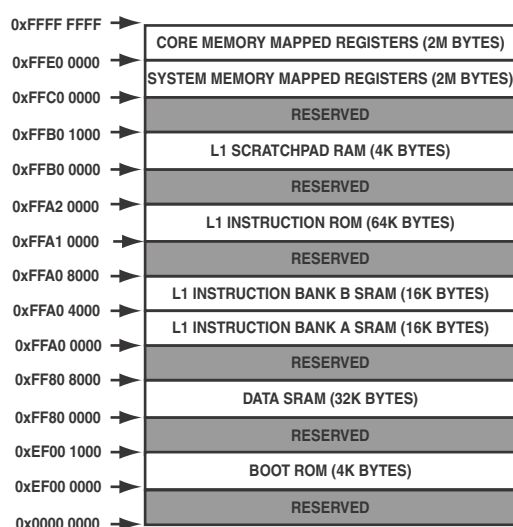 0xFFFF FFFF
CORE MEMORY MAPPED REGISTERS (2M BYTES)
0xFFE0 0000
SYSTEM MEMORY MAPPED REGISTERS (2M BYTES)
0xFFC0 0000
RESERVED
0xFFB0 1000
L1 SCRATCHPAD RAM (4K BYTES)
0xFFB0 0000
RESERVED
0xFFA2 0000
L1 INSTRUCTION ROM (64K BYTES)
0xFFA1 0000
RESERVED
0xFFA0 8000
L1 INSTRUCTION BANK B SRAM (16K BYTES)
0xFFA0 4000
L1 INSTRUCTION BANK A SRAM (16K BYTES)
0xFFA0 0000
RESERVED
0xFF80 8000
DATA SRAM (32K BYTES)
0xFF80 0000
RESERVED
0xEF00 1000
BOOT ROM (4K BYTES)
0xEF00 0000
RESERVED
0x0000 0000